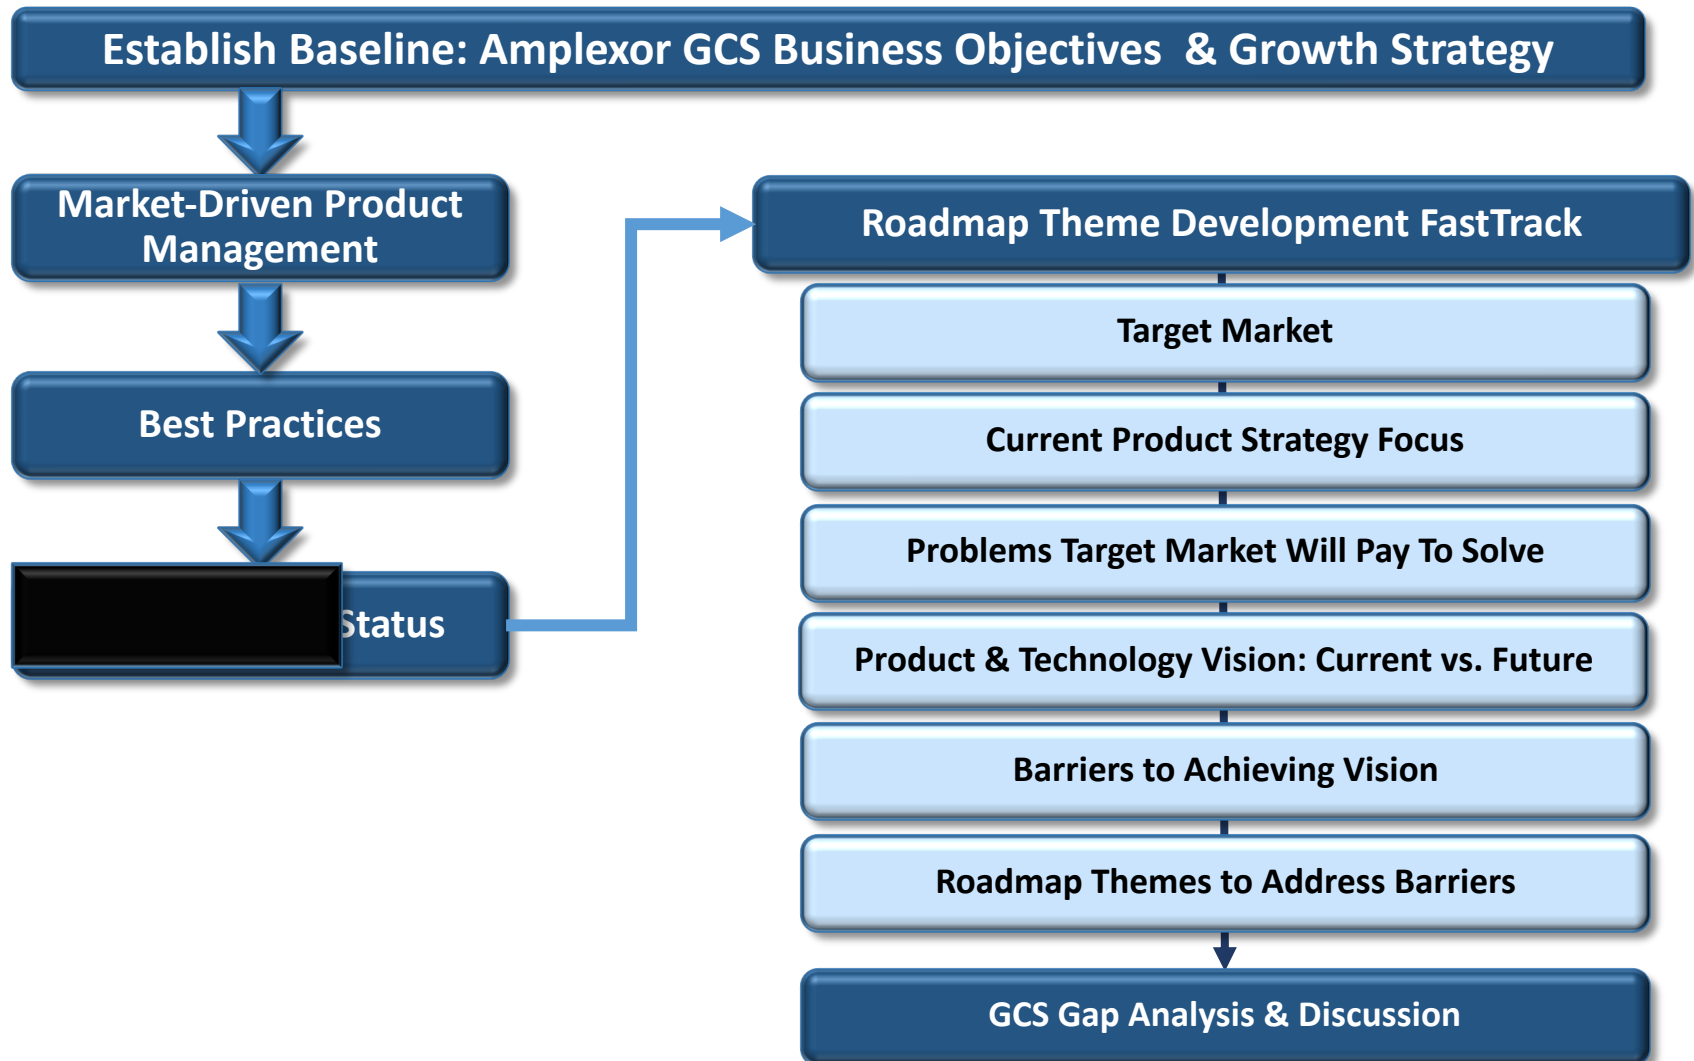 Establish Baseline: Amplexor GCS Business Objectives & Growth Strategy
Market-Driven Product
Management
Best Practices
Status
Roadmap Theme Development FastTrack
Target Market
Current Product Strategy Focus
Problems Target Market Will Pay To Solve
Product & Technology Vision: Current vs. Future
Barriers to Achieving Vision
Roadmap Themes to Address Barriers
GCS Gap Analysis & Discussion